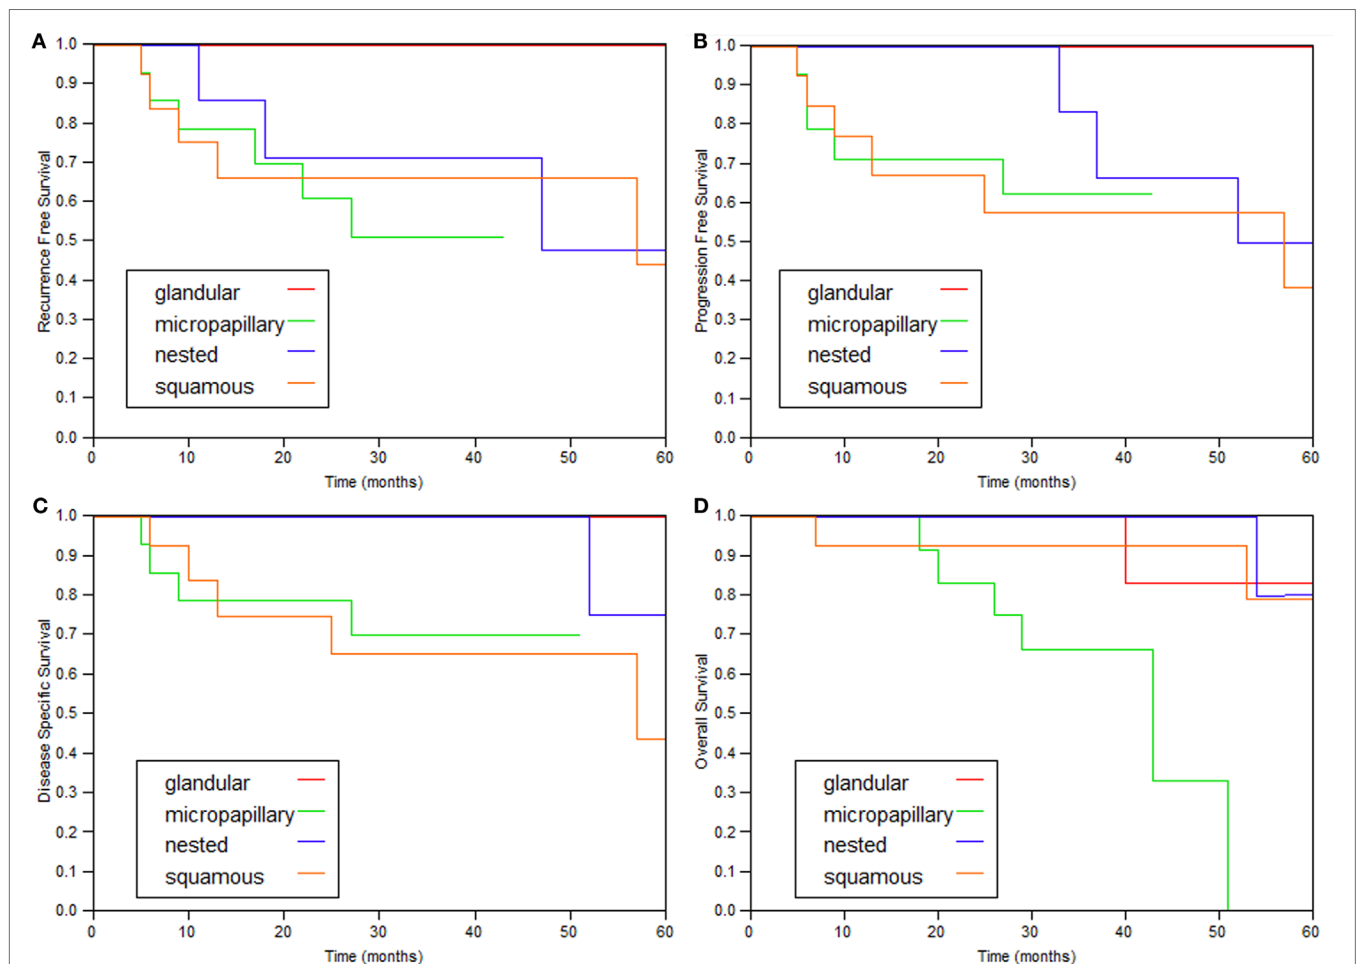 A
1.0
0.9
0.8
0.7
0.6
0.5
0.4
0.3
0.2
0.1
0.0
Recurrence Free Survival
glandular
micropapillary
nested
squamous
0 10 20 30 40 50 60
Time (months)
B
1.0
0.9
0.8
0.7
0.6
0.5
0.4
0.3
0.2
0.1
0.0
Progression Free Survival
glandular
micropapillary
nested
squamous
0 10 20 30 40 50 60
Time (months)
C
1.0
0.9
0.8
0.7
0.6
0.5
0.4
0.3
0.2
0.1
0.0
Disease Specific Survival
glandular
micropapillary
nested
squamous
0 10 20 30 40 50 60
Time (months)
D
1.0
0.9
0.8
0.7
0.6
0.5
0.4
0.3
0.2
0.1
0.0
Overall Survival
glandular
micropapillary
nested
squamous
0 10 20 30 40 50 60
Time (months)